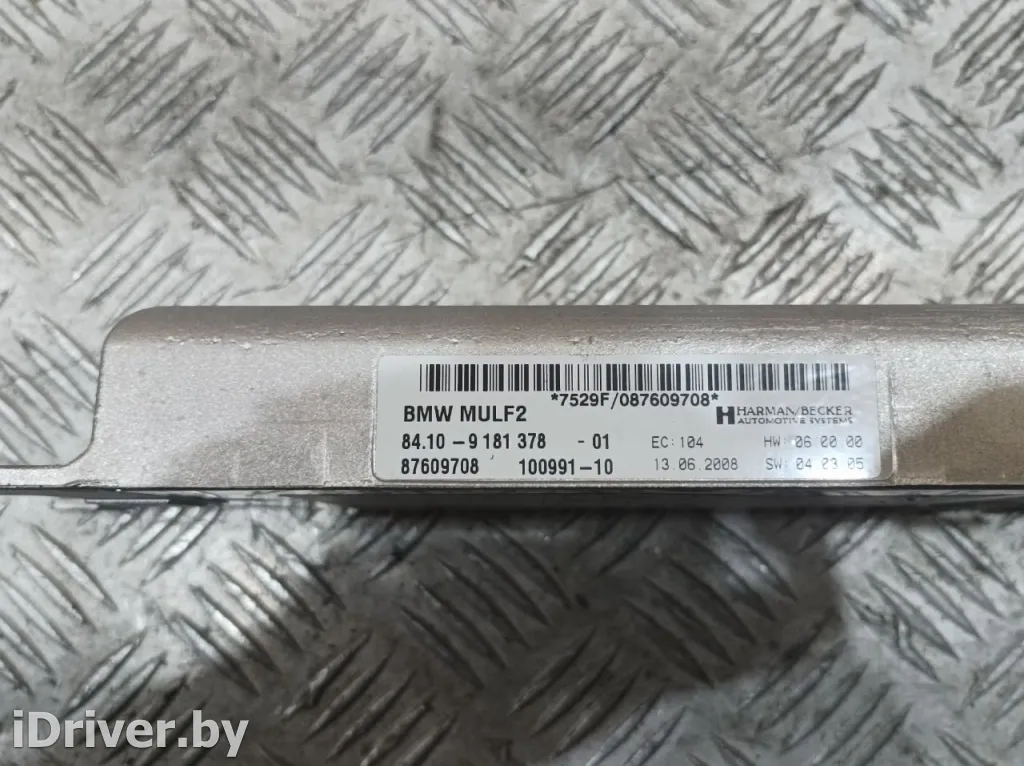 *7529F/087609708*
BMW MULF2
HARMAN/BECKER
AUTOMOTIVE SYSTEMS
84.10 - 9 181 378 - 01 EC: 104 HW: 06 00 00
87609708 100991-10 13.06.2008 SW: 04 03 05
iDriver.by